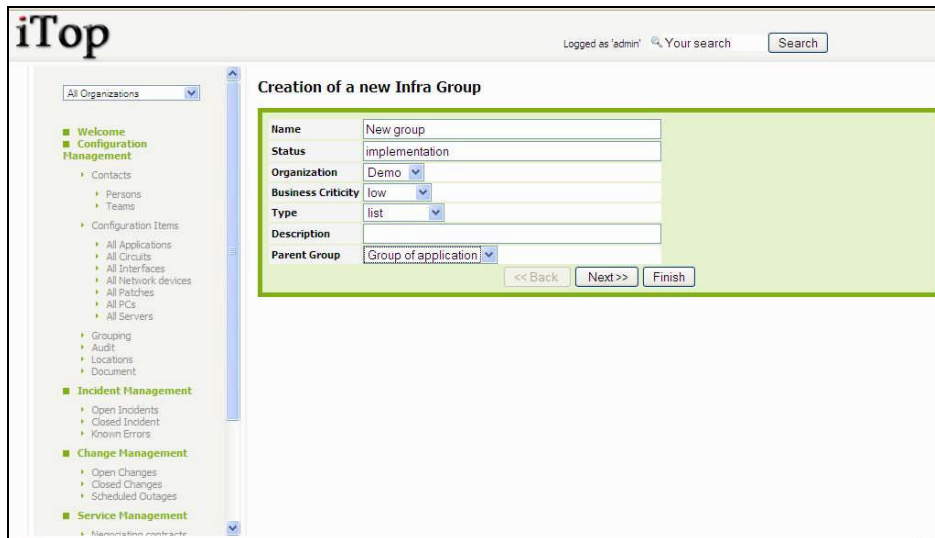 iTop
Logged as 'admin' Your search Search
All Organizations
Welcome
Configuration
Management
Contacts
Persons
Teams
Configuration Items
All Applications
All Circuits
All Interfaces
All Network devices
All Patches
All PCs
All Servers
Grouping
Audit
Locations
Document
Incident Management
Open Incidents
Closed Incident
Known Errors
Change Management
Open Changes
Closed Changes
Scheduled Outages
Service Management
Negociating contracts
Creation of a new Infra Group
Name New group
Status implementation
Organization Demo
Business Criticity low
Type list
Description
Parent Group Group of application
<< Back Next >> Finish